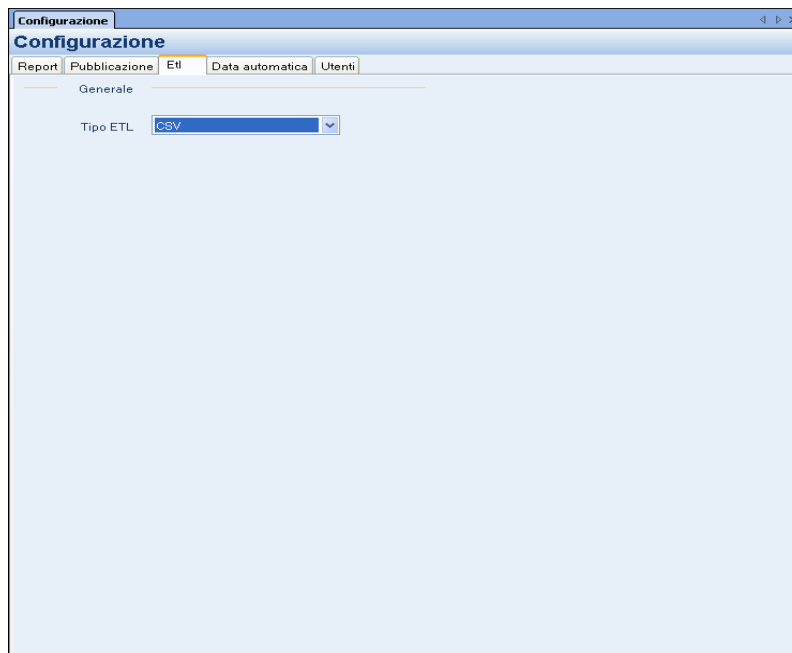 Configurazione
Configurazione
Report Pubblicazione Etl Data automatica Utenti
Generale
Tipo ETL CSV